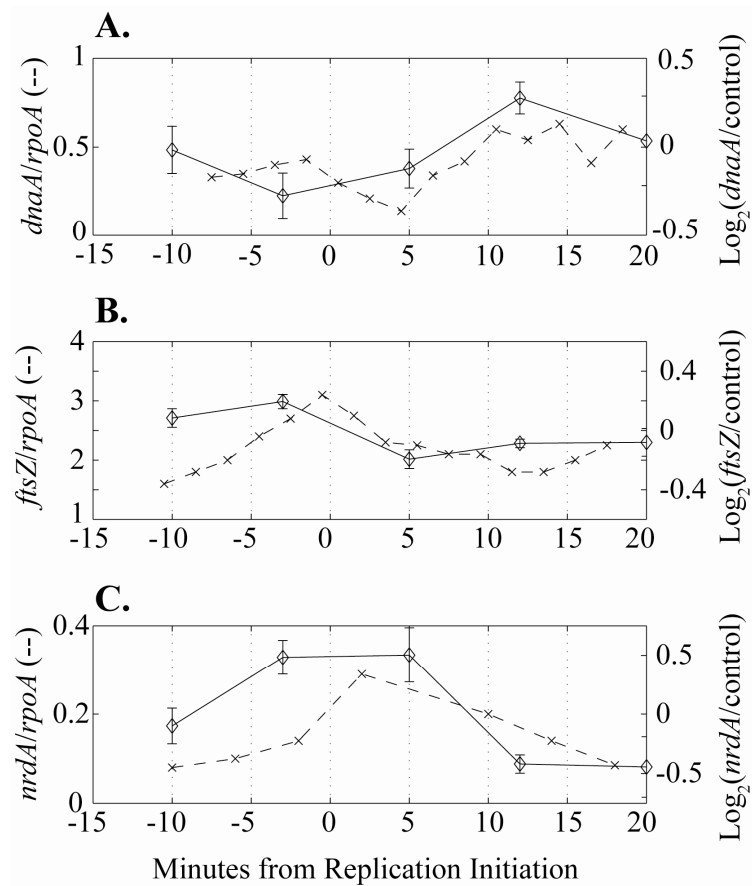 A.
dnaA/rpoA (--)
1
0.5
0
0.5
0
-0.5
Log2(dnaA/control)
-15 -10 -5 0 5 10 15 20
B.
ftsZ/rpoA (--)
4
3
2
1
0.4
0
-0.4
Log2(ftsZ/control)
-15 -10 -5 0 5 10 15 20
C.
nrdA/rpoA (--)
0.4
0.2
0
0.5
0
-0.5
Log2(nrdA/control)
-15 -10 -5 0 5 10 15 20
Minutes from Replication Initiation